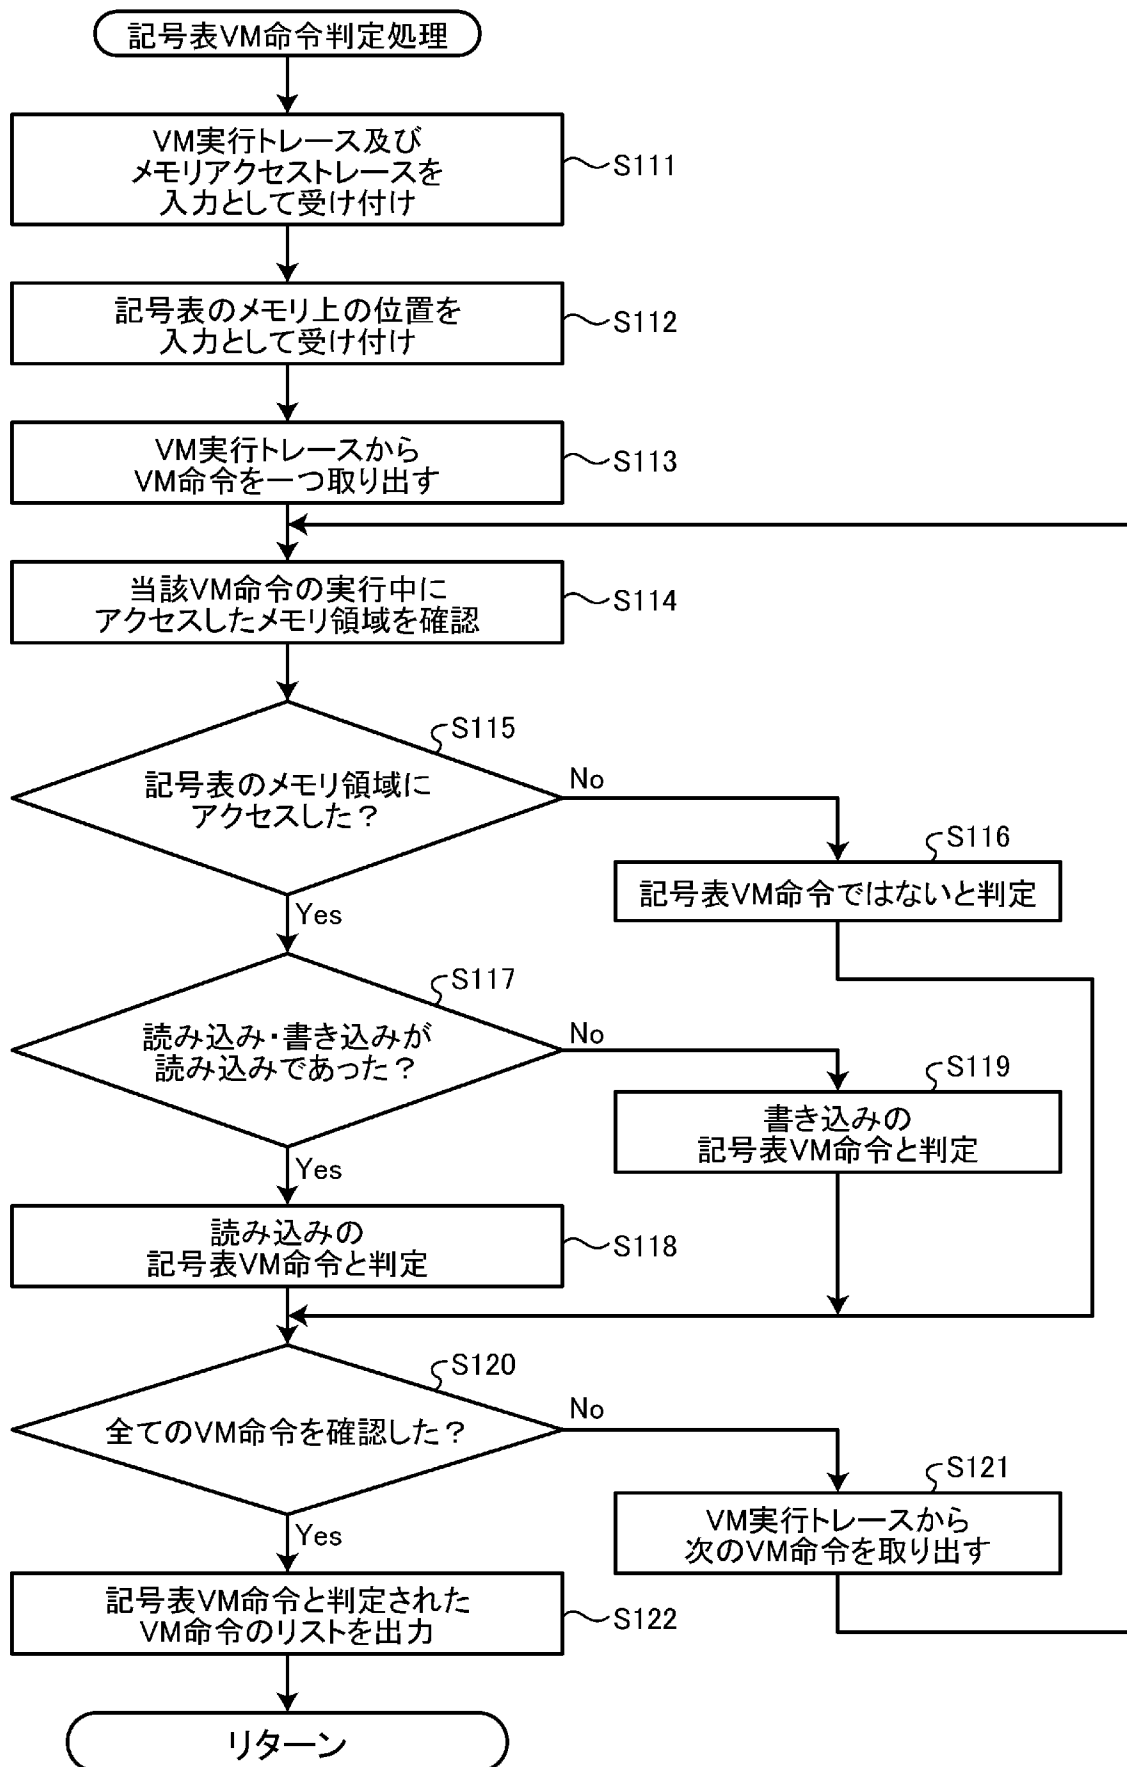 記号表VM命令判定処理
VM実行トレース及び
メモリアクセストレースを
入力として受け付け
S111
記号表のメモリ上の位置を
入力として受け付け
S112
VM実行トレースから
VM命令を一つ取り出す
S113
当該VM命令の実行中に
アクセスしたメモリ領域を確認
S114
S115
記号表のメモリ領域に
アクセスした？
No
Yes
S116
記号表VM命令ではないと判定
S117
読み込み・書き込みが
読み込みであった？
No
Yes
S119
書き込みの
記号表VM命令と判定
読み込みの
記号表VM命令と判定
S118
S120
全てのVM命令を確認した？
No
Yes
S121
VM実行トレースから
次のVM命令を取り出す
記号表VM命令と判定された
VM命令のリストを出力
S122
リターン